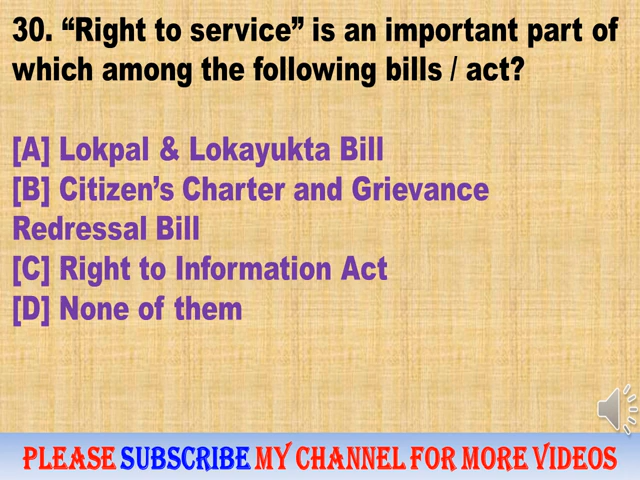 30. “Right to service” is an important part of
which among the following bills / act?
[A] Lokpal & Lokayukta Bill
[B] Citizen’s Charter and Grievance
Redressal Bill
[C] Right to Information Act
[D] None of them
PLEASE SUBSCRIBE MY CHANNEL FOR MORE VIDEOS